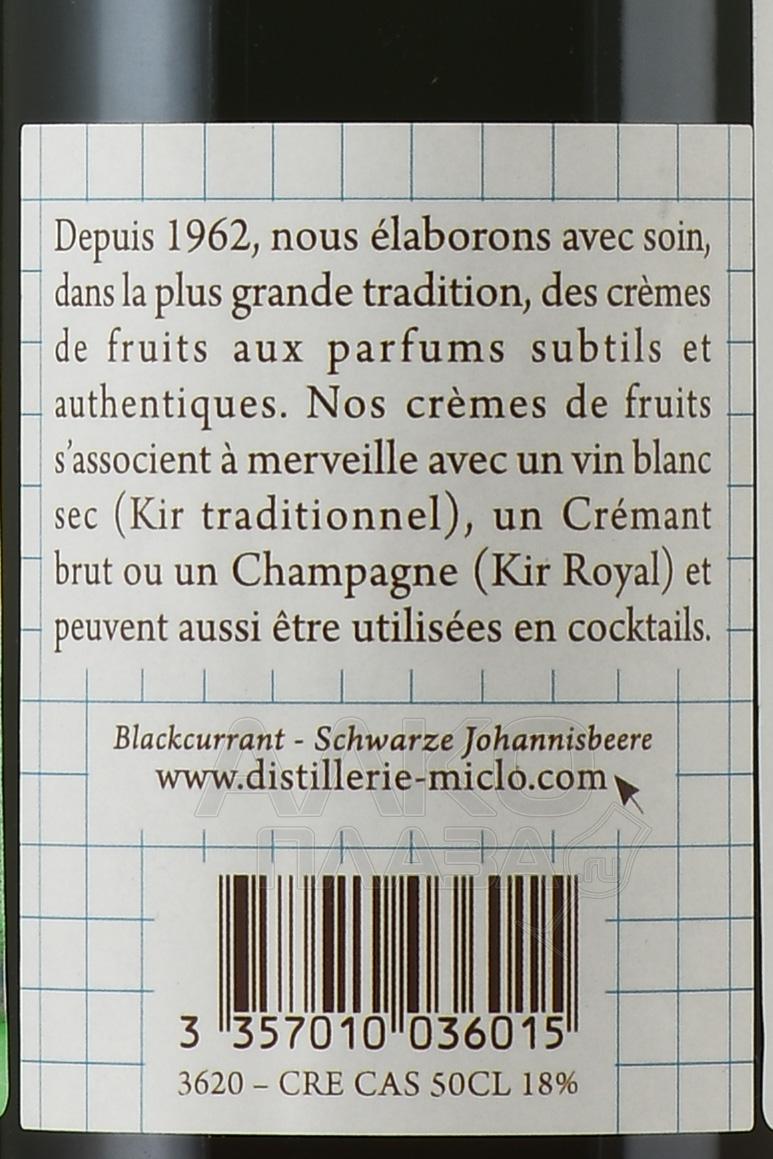 Depuis 1962, nous élaborons avec soin,
dans la plus grande tradition, des crèmes
de fruits aux parfums subtils et
authentiques. Nos crèmes de fruits
s'associent à merveille avec un vin blanc
sec (Kir traditionnel), un Crémant
brut ou un Champagne (Kir Royal) et
peuvent aussi être utilisées en cocktails.
Blackcurrant - Schwarze Johannisbeere
www.distillerie-miclo.com
АЛКО
ПЛАЗА
.ru
3 357010 036015
3620 – CRE CAS 50CL 18%